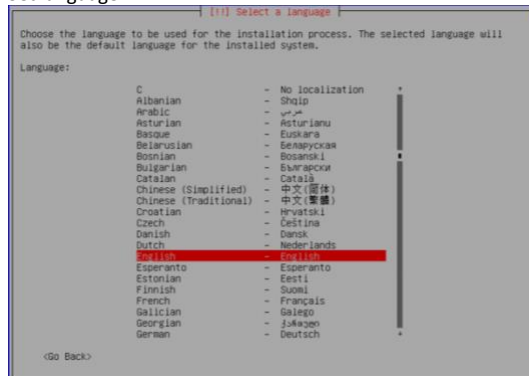 [!!] Select a language
Choose the language to be used for the installation process. The selected language will
also be the default language for the installed system.
Language:
C - No localization
Albanian - Shqip
Arabic - عربي
Asturian - Asturianu
Basque - Euskara
Belarusian - Беларуская
Bosnian - Bosanski
Bulgarian - Български
Catalan - Català
Chinese (Simplified) - 中文(简体)
Chinese (Traditional) - 中文(繁體)
Croatian - Hrvatski
Czech - Čeština
Danish - Dansk
Dutch - Nederlands
English - English
Esperanto - Esperanto
Estonian - Eesti
Finnish - Suomi
French - Français
Galician - Galego
Georgian - ქართული
German - Deutsch
<Go Back>